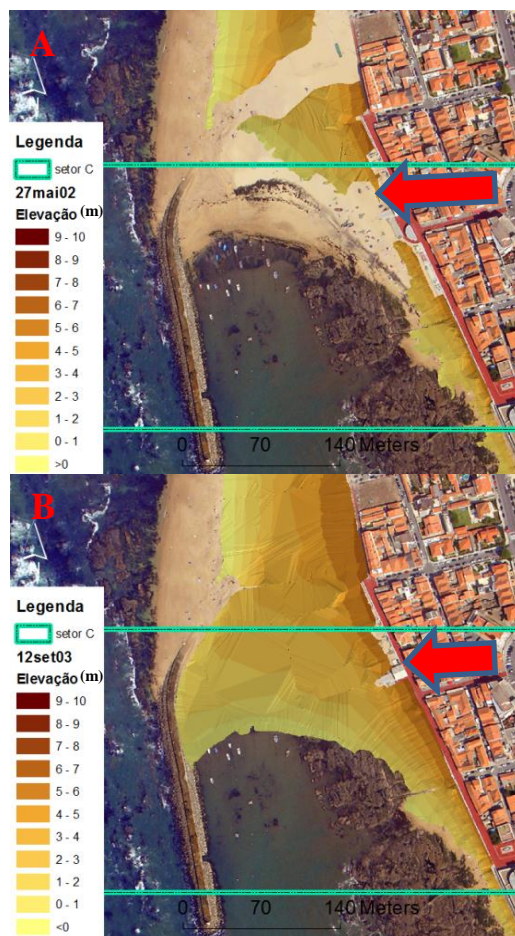 A
Legenda
setor C
27mai02
Elevação (m)
9 - 10
8 - 9
7 - 8
6 - 7
5 - 6
4 - 5
3 - 4
2 - 3
1 - 2
0 - 1
>0
0 70 140 Meters
B
Legenda
setor C
12set03
Elevação (m)
9 - 10
8 - 9
7 - 8
6 - 7
5 - 6
4 - 5
3 - 4
2 - 3
1 - 2
0 - 1
<0
0 70 140 Meters